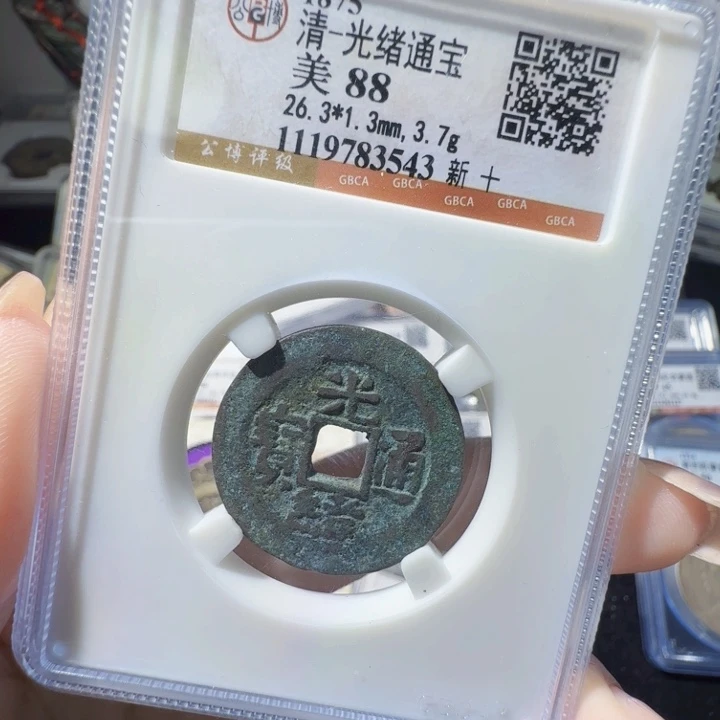 1875
清-光绪通宝
美 88
26.3*1.3mm, 3.7g
1119783543 新 十
公博评级 GBCA GBCA GBCA GBCA GBCA
光
寶 通
緒